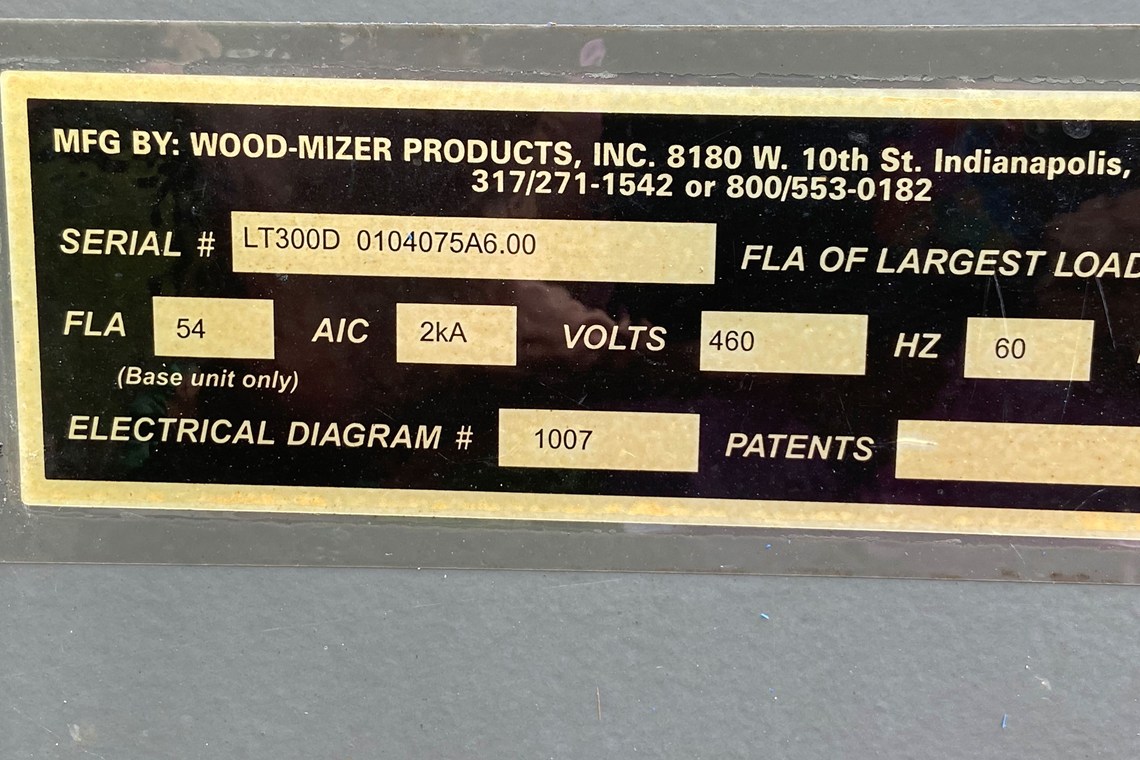 MFG BY: WOOD-MIZER PRODUCTS, INC. 8180 W. 10th St. Indianapolis,
317/271-1542 or 800/553-0182
SERIAL # LT300D 0104075A6.00 FLA OF LARGEST LOAD
FLA 54 AIC 2kA VOLTS 460 HZ 60
(Base unit only)
ELECTRICAL DIAGRAM # 1007 PATENTS